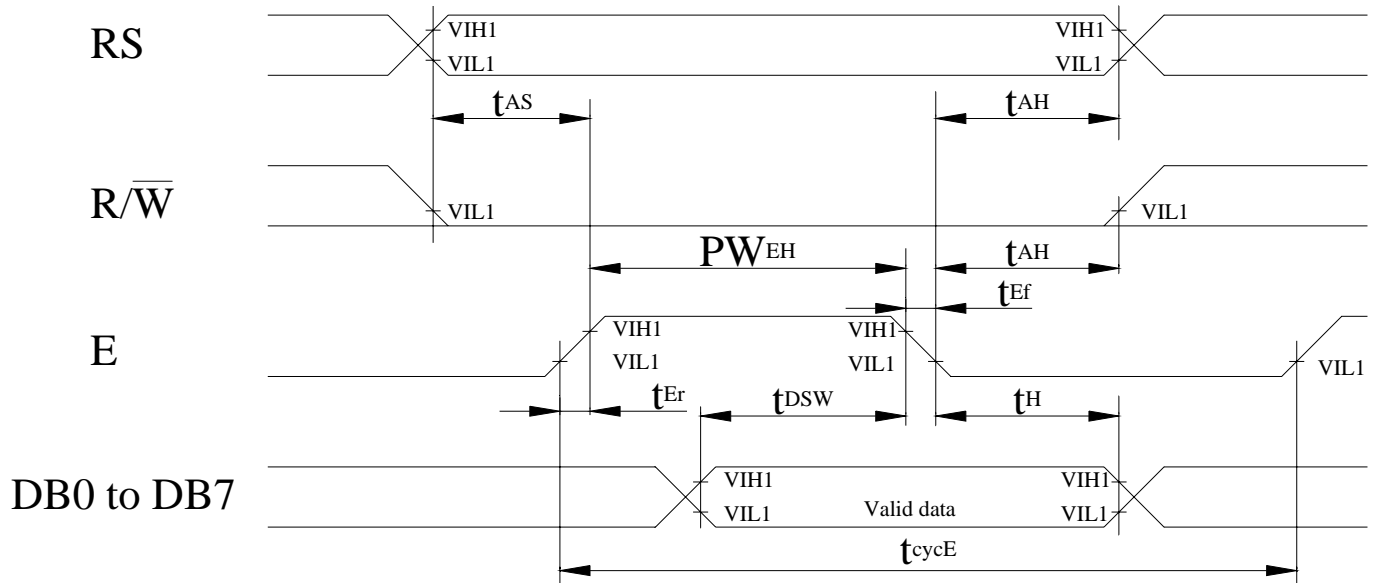 RS
VIH1 VIH1
VIL1 VIL1
tAS tAH
R/W̅
VIL1 VIL1
PWEH tAH
tEf
E
VIH1 VIH1
VIL1 VIL1 VIL1
tEr tDSW tH
DB0 to DB7
VIH1 VIH1
VIL1 Valid data VIL1
tcycE